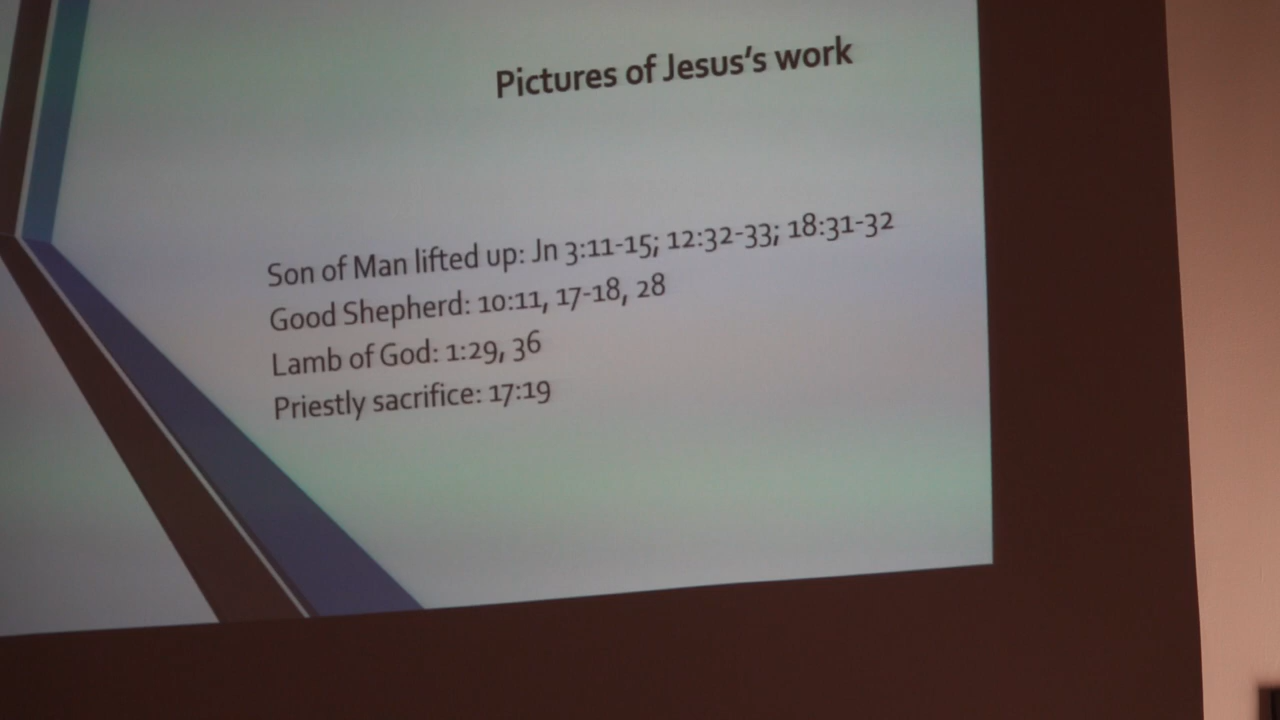 Pictures of Jesus's work
Son of Man lifted up: Jn 3:11-15; 12:32-33; 18:31-32
Good Shepherd: 10:11, 17-18, 28
Lamb of God: 1:29, 36
Priestly sacrifice: 17:19